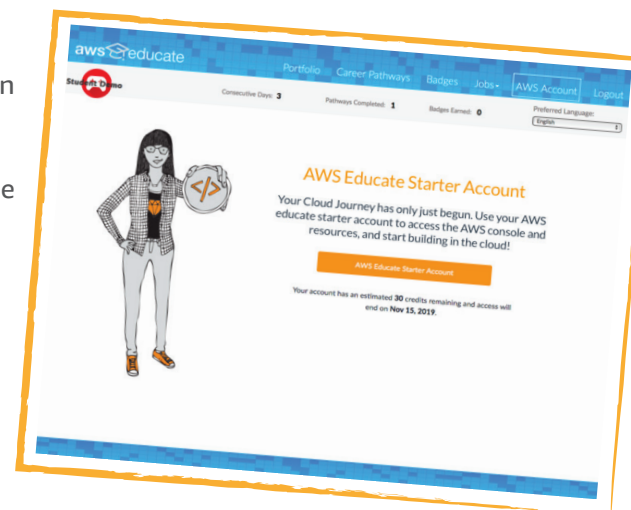 n
e
aws educate
Portfolio Career Pathways Badges Jobs AWS Account Logout
Student Demo
Consecutive Days: 3 Pathways Completed: 1 Badges Earned: 0 Preferred Language:
English
</>
AWS Educate Starter Account
Your Cloud Journey has only just begun. Use your AWS
educate starter account to access the AWS console and
resources, and start building in the cloud!
AWS Educate Starter Account
Your account has an estimated 30 credits remaining and access will
end on Nov 15, 2019.